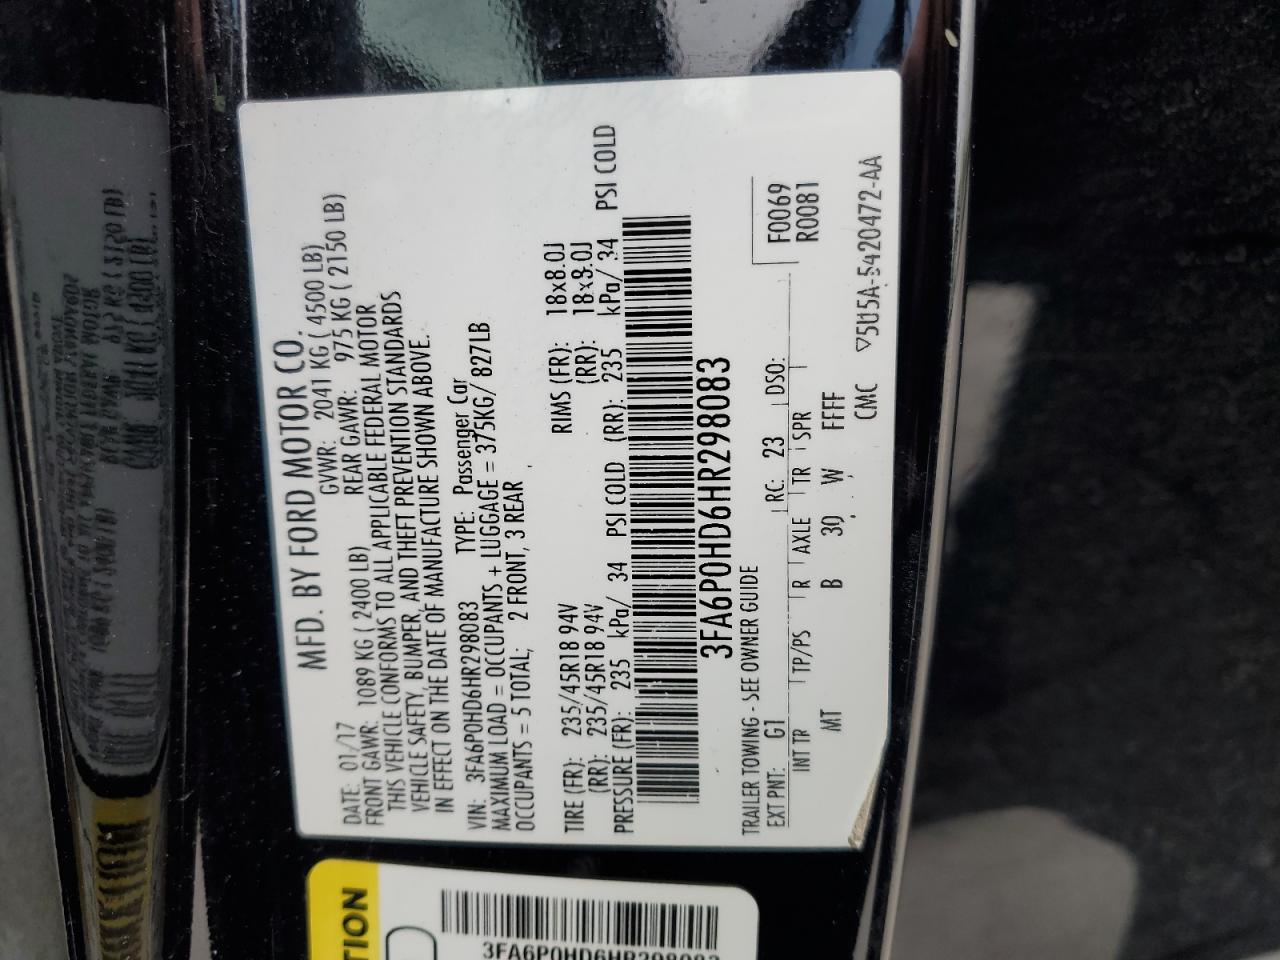 MFD. BY FORD MOTOR CO.
DATE: 01/17 GVWR: 2041 KG ( 4500 LB)
FRONT GAWR: 1089 KG ( 2400 LB) REAR GAWR: 975 KG ( 2150 LB)
THIS VEHICLE CONFORMS TO ALL APPLICABLE FEDERAL MOTOR
VEHICLE SAFETY, BUMPER, AND THEFT PREVENTION STANDARDS
IN EFFECT ON THE DATE OF MANUFACTURE SHOWN ABOVE.
VIN: 3FA6P0HD6HR298083 TYPE: Passenger Car
MAXIMUM LOAD = OCCUPANTS + LUGGAGE = 375KG/ 827LB
OCCUPANTS = 5 TOTAL; 2 FRONT, 3 REAR
TIRE (FR): 235/45R18 94V RIMS (FR): 18x8.0J
(RR): 235/45R18 94V (RR): 18x8.0J
PRESSURE (FR): 235 kPa/ 34 PSI COLD (RR): 235 kPa/ 34 PSI COLD
3FA6P0HD6HR298083
TRAILER TOWING - SEE OWNER GUIDE
EXT PNT: G1 RC: 23 DSO: F0069
R0081
INT TR TP/PS R AXLE TR SPR
MT B 30 W FFFF
CMC ▽5U5A-5420472-AA
TION
3FA6P0HD6HR298083